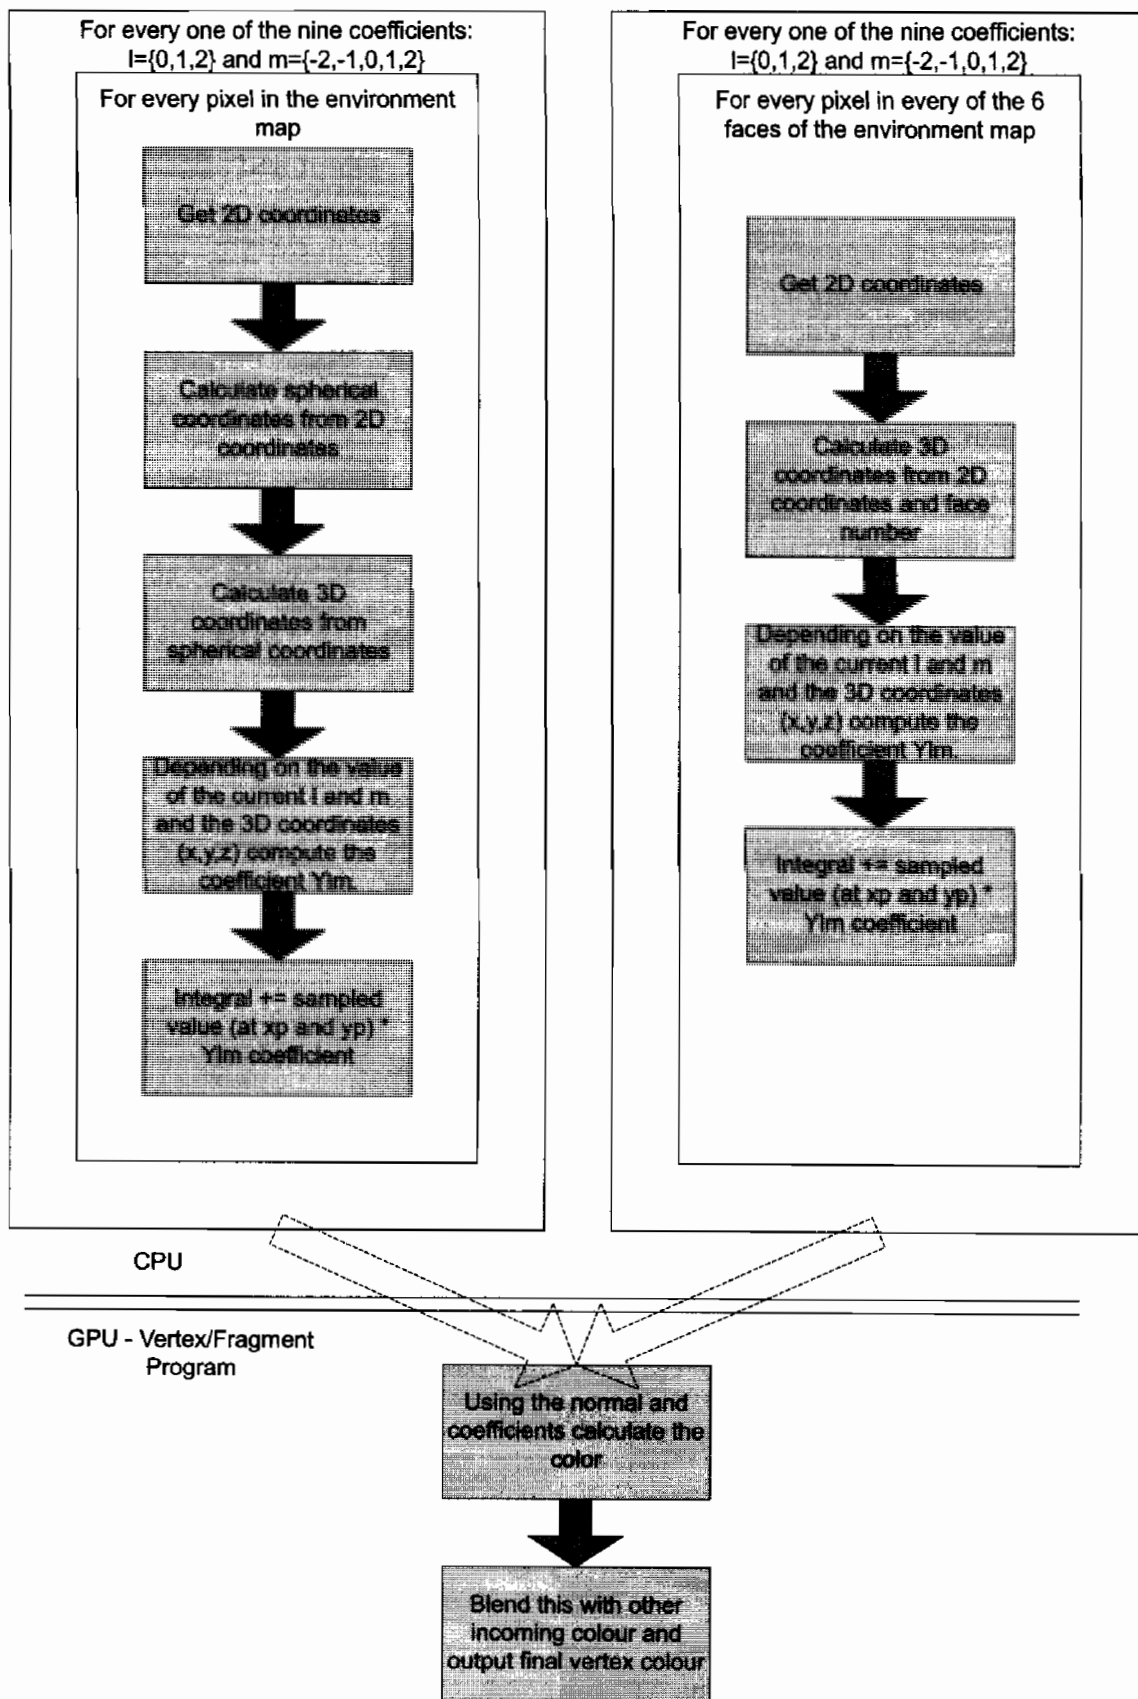 For every one of the nine coefficients:
l={0,1,2} and m={-2,-1,0,1,2}
For every pixel in the environment
map
Get 2D coordinates
Calculate spherical
coordinates from 2D
coordinates
Calculate 3D
coordinates from
spherical coordinates
Depending on the value
of the current l and m
and the 3D coordinates
(x,y,z) compute the
coefficient Ylm.
Integral += sampled
value (at xp and yp) *
Ylm coefficient
For every one of the nine coefficients:
l={0,1,2} and m={-2,-1,0,1,2}
For every pixel in every of the 6
faces of the environment map
Get 2D coordinates
Calculate 3D
coordinates from 2D
coordinates and face
number
Depending on the value
of the current l and m
and the 3D coordinates
(x,y,z) compute the
coefficient Ylm.
Integral += sampled
value (at xp and yp) *
Ylm coefficient
CPU
GPU - Vertex/Fragment
Program
Using the normal and
coefficients calculate the
color
Blend this with other
incoming colour and
output final vertex colour